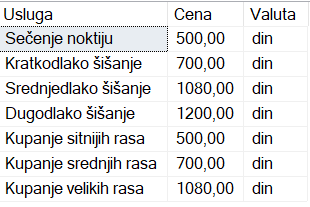 Usluga Cena Valuta
Sečenje noktiju 500,00 din
Kratkodlako šišanje 700,00 din
Srednjedlako šišanje 1080,00 din
Dugodlako šišanje 1200,00 din
Kupanje sitnijih rasa 500,00 din
Kupanje srednjih rasa 700,00 din
Kupanje velikih rasa 1080,00 din